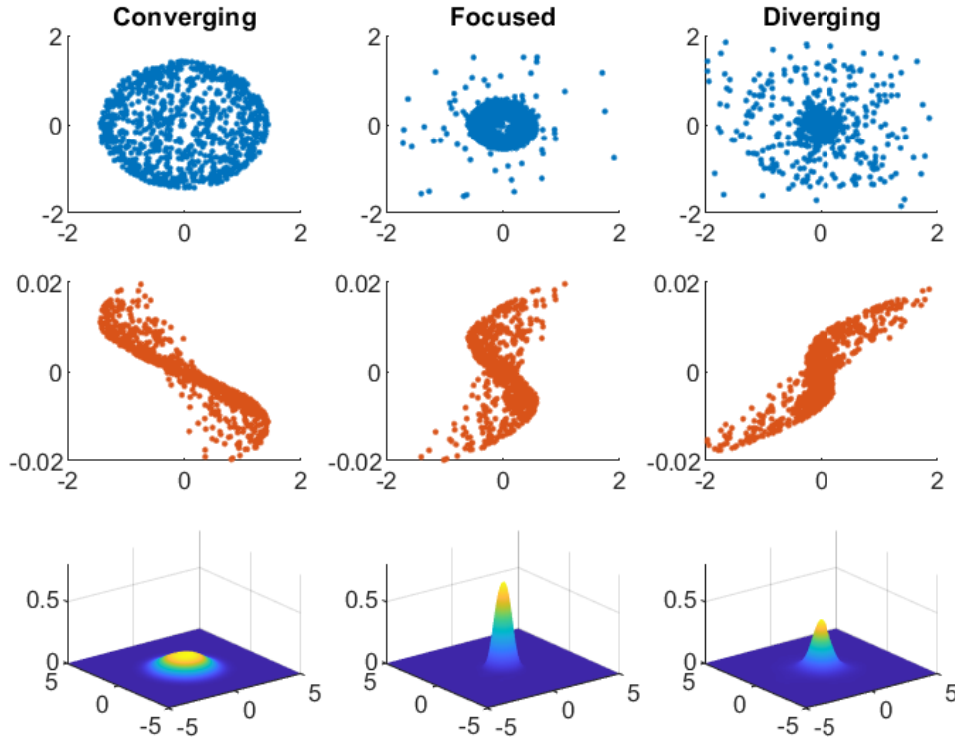 Converging Focused Diverging
2 2 2
0 0 0
-2 -2 -2
-2 0 2 -2 0 2 -2 0 2
0.02 0.02 0.02
0 0 0
-0.02 -0.02 -0.02
-2 0 2 -2 0 2 -2 0 2
0.5 0.5 0.5
0 0 0
5 5 5 5 5 5
0 0 0 0 0 0
-5 -5 -5 -5 -5 -5